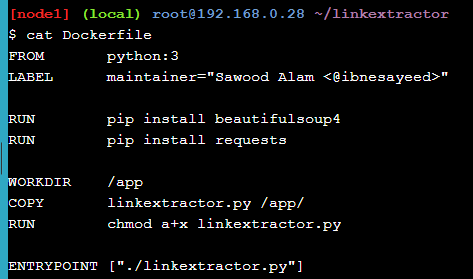 [node1] (local) root@192.168.0.28 ~/linkextractor
$ cat Dockerfile
FROM python:3
LABEL maintainer="Sawood Alam <@ibnesayeed>"
RUN pip install beautifulsoup4
RUN pip install requests
WORKDIR /app
COPY linkextractor.py /app/
RUN chmod a+x linkextractor.py
ENTRYPOINT ["./linkextractor.py"]